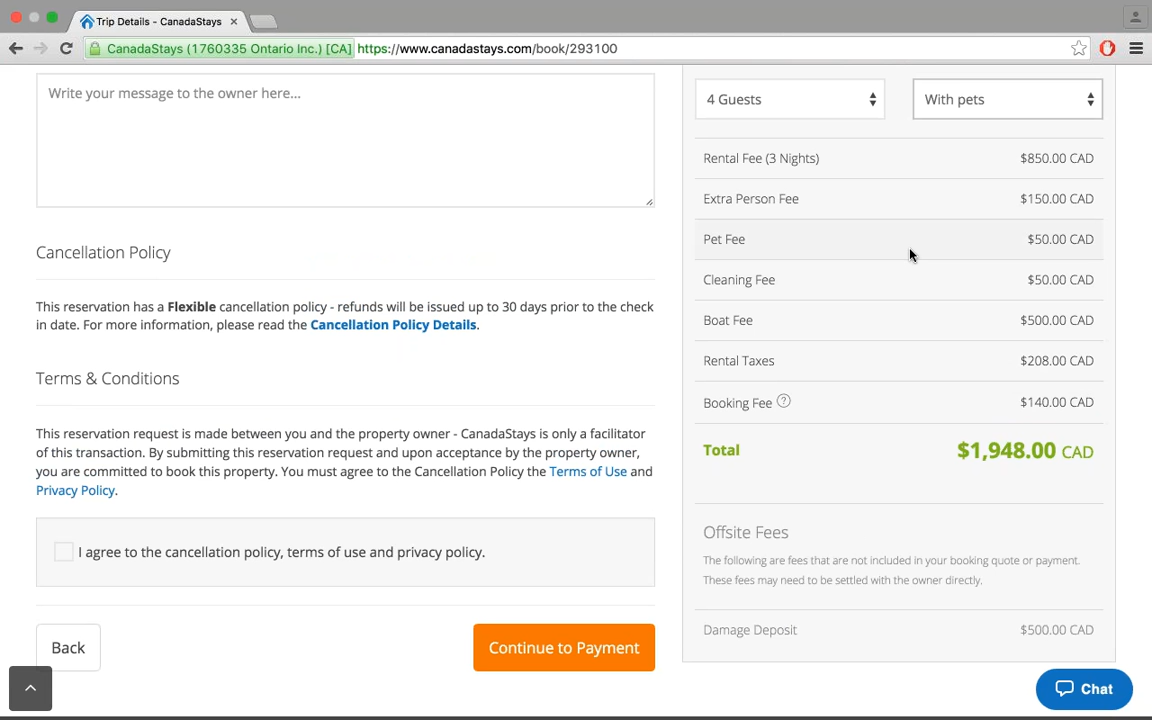 Trip Details - CanadaStays
CanadaStays (1760335 Ontario Inc.) [CA] https://www.canadastays.com/book/293100
Write your message to the owner here...
Cancellation Policy
This reservation has a Flexible cancellation policy - refunds will be issued up to 30 days prior to the check
in date. For more information, please read the Cancellation Policy Details.
Terms & Conditions
This reservation request is made between you and the property owner - CanadaStays is only a facilitator
of this transaction. By submitting this reservation request and upon acceptance by the property owner,
you are committed to book this property. You must agree to the Cancellation Policy the Terms of Use and
Privacy Policy.
I agree to the cancellation policy, terms of use and privacy policy.
Back
Continue to Payment
4 Guests
With pets
Rental Fee (3 Nights) $850.00 CAD
Extra Person Fee $150.00 CAD
Pet Fee $50.00 CAD
Cleaning Fee $50.00 CAD
Boat Fee $500.00 CAD
Rental Taxes $208.00 CAD
Booking Fee ? $140.00 CAD
Total $1,948.00 CAD
Offsite Fees
The following are fees that are not included in your booking quote or payment.
These fees may need to be settled with the owner directly.
Damage Deposit $500.00 CAD
Chat